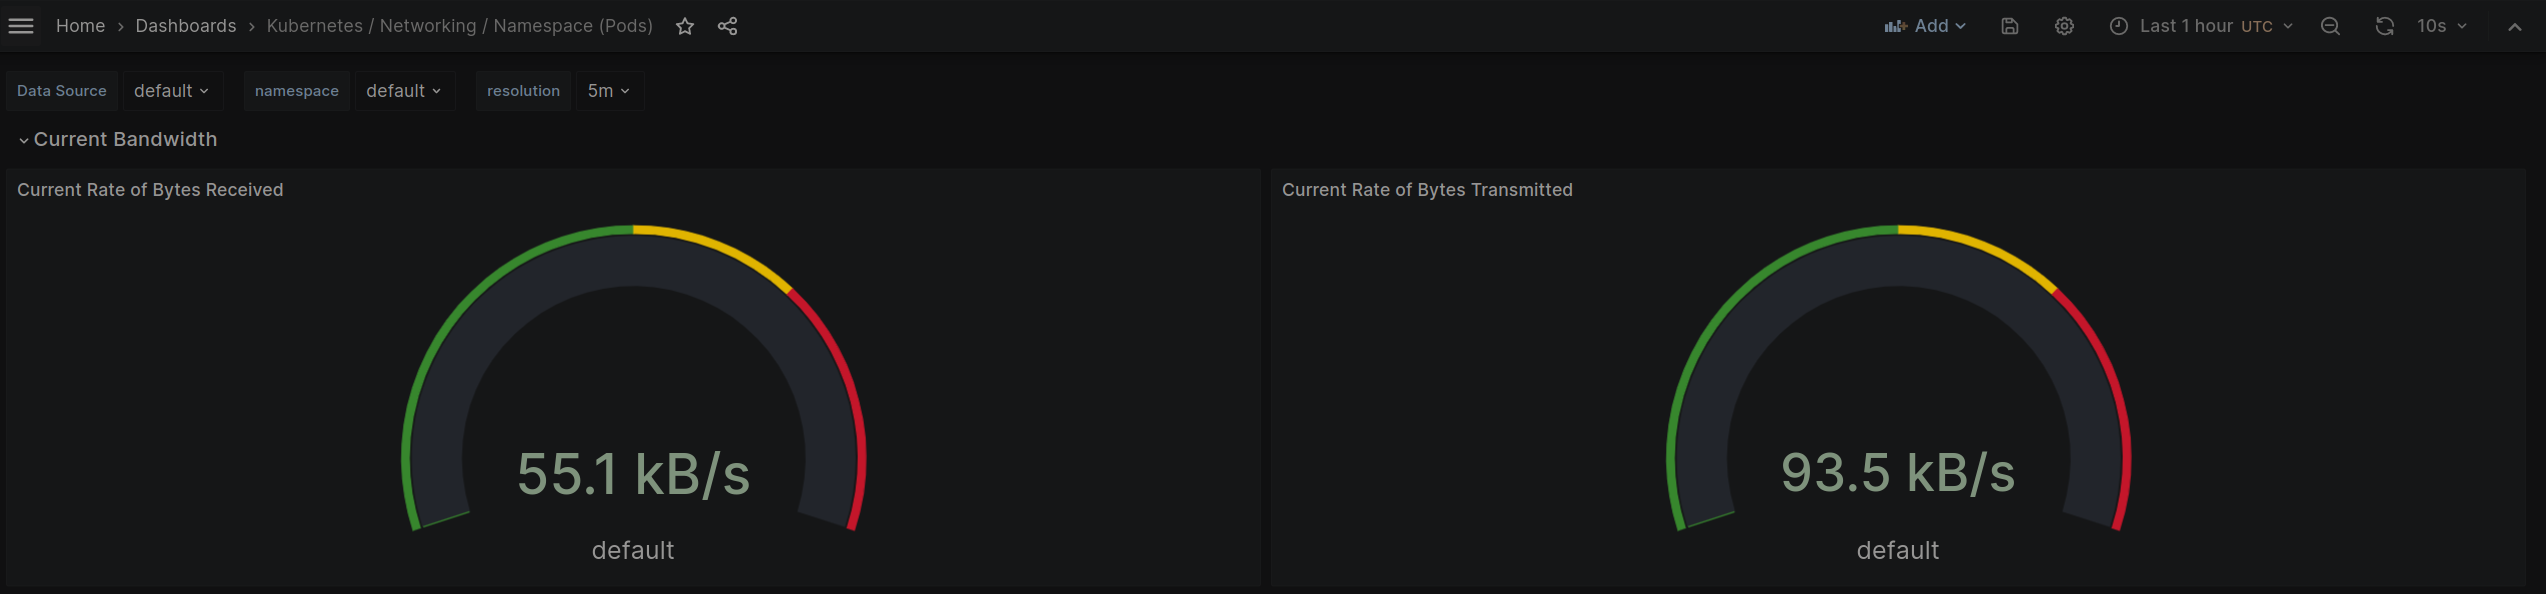 Home › Dashboards › Kubernetes / Networking / Namespace (Pods) Add Last 1 hour UTC 10s
Data Source default namespace default resolution 5m
Current Bandwidth
Current Rate of Bytes Received
55.1 kB/s
default
Current Rate of Bytes Transmitted
93.5 kB/s
default